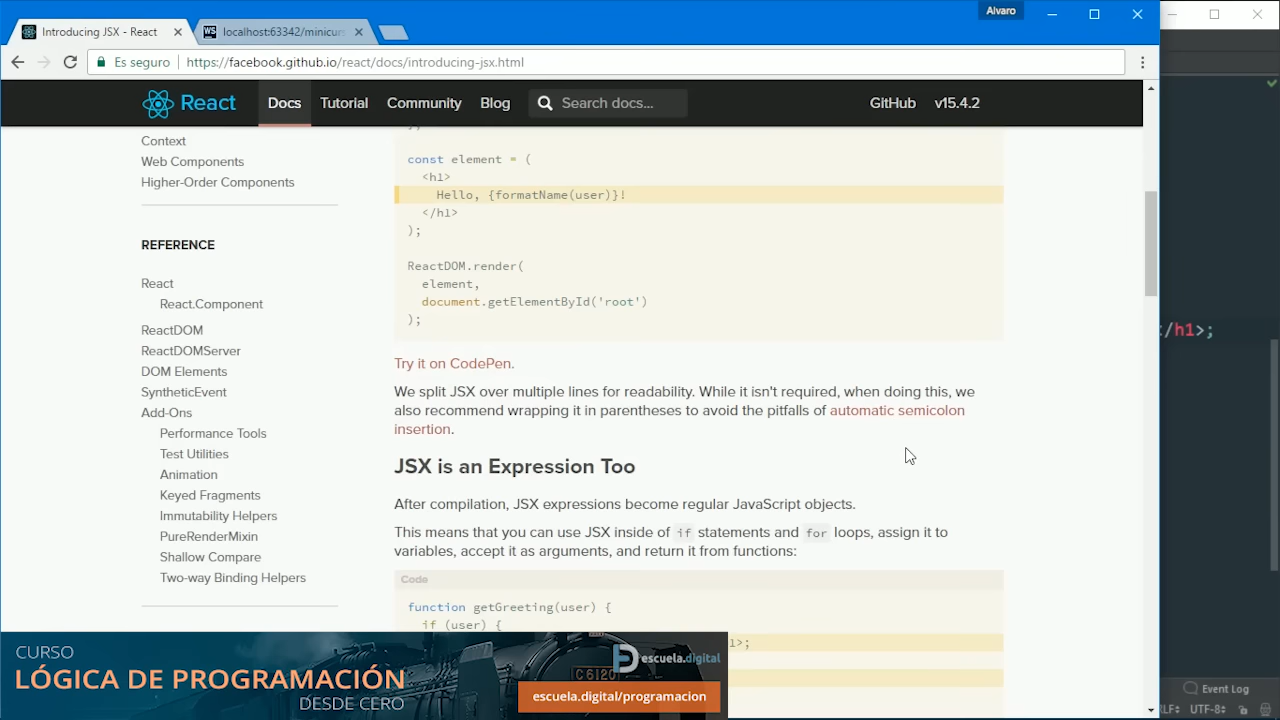 Alvaro
Introducing JSX - React
WS localhost:63342/minicurs
Es seguro https://facebook.github.io/react/docs/introducing-jsx.html
React Docs Tutorial Community Blog Search docs... GitHub v15.4.2
Context
Web Components
Higher-Order Components
REFERENCE
React
React.Component
ReactDOM
ReactDOMServer
DOM Elements
SyntheticEvent
Add-Ons
Performance Tools
Test Utilities
Animation
Keyed Fragments
Immutability Helpers
PureRenderMixin
Shallow Compare
Two-way Binding Helpers
};
const element = (
<h1>
Hello, {formatName(user)}!
</h1>
);
ReactDOM.render(
element,
document.getElementById('root')
);
Try it on CodePen.
We split JSX over multiple lines for readability. While it isn't required, when doing this, we
also recommend wrapping it in parentheses to avoid the pitfalls of automatic semicolon
insertion.
JSX is an Expression Too
After compilation, JSX expressions become regular JavaScript objects.
This means that you can use JSX inside of if statements and for loops, assign it to
variables, accept it as arguments, and return it from functions:
Code
function getGreeting(user) {
if (user) {
1>;
/h1>;
CURSO
LÓGICA DE PROGRAMACIÓN
DESDE CERO
C6120
escuela.digital
escuela.digital/programacion
Event Log
LF UTF-8